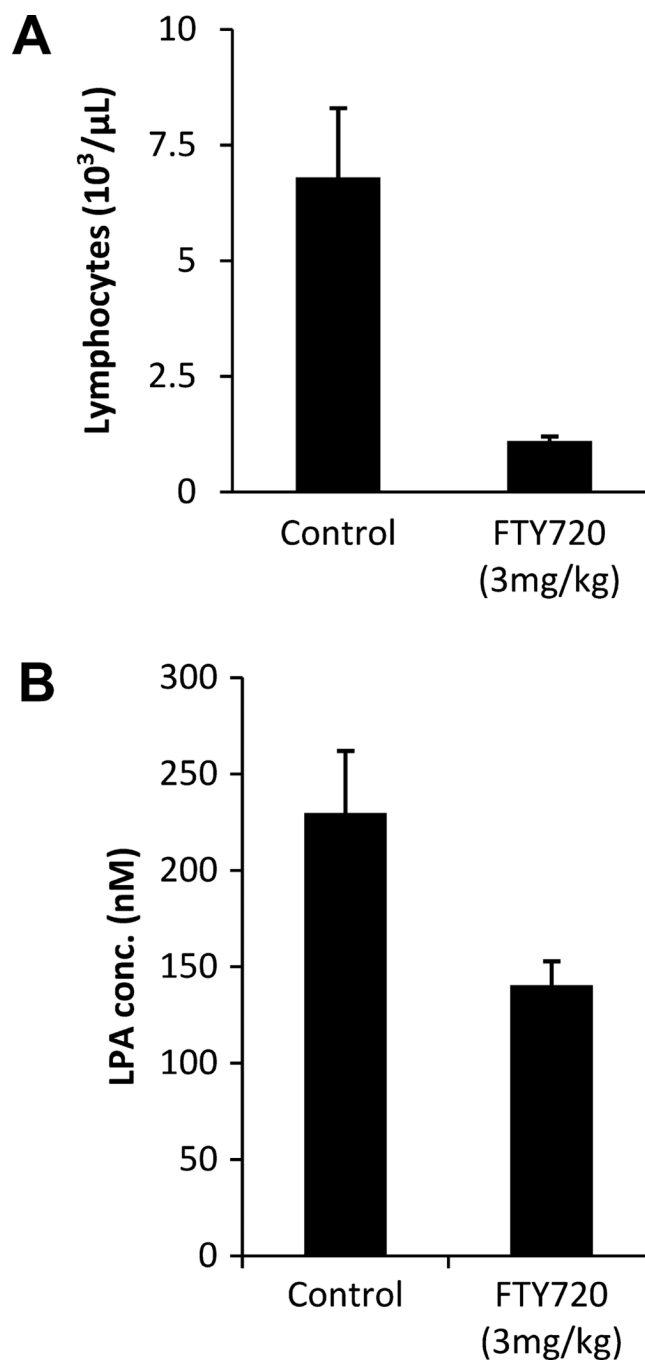 A
Lymphocytes (10³/µL)
10
7.5
5
2.5
0
Control
FTY720
(3mg/kg)
B
LPA conc. (nM)
300
250
200
150
100
50
0
Control
FTY720
(3mg/kg)